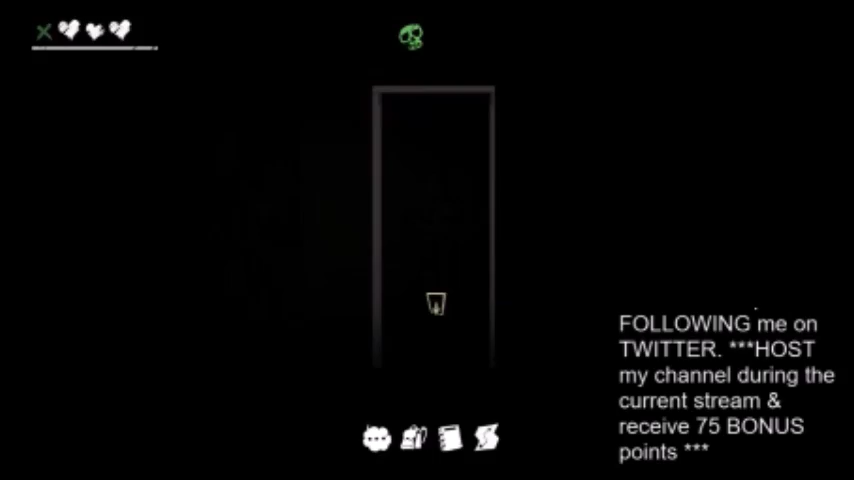 FOLLOWING me on
TWITTER. ***HOST
my channel during the
current stream &
receive 75 BONUS
points ***